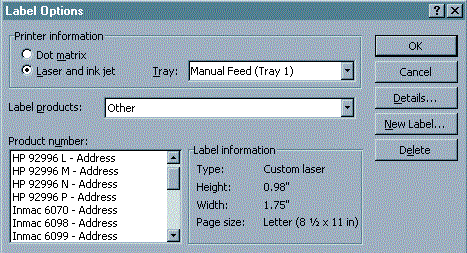 Label Options
Printer information
Dot matrix
Laser and ink jet
Tray: Manual Feed (Tray 1)
Label products: Other
Product number:
HP 92996 L - Address
HP 92996 M - Address
HP 92996 N - Address
HP 92996 P - Address
Inmac 6070 - Address
Inmac 6098 - Address
Inmac 6099 - Address
Label information
Type: Custom laser
Height: 0.98"
Width: 1.75"
Page size: Letter (8 ½ x 11 in)
OK
Cancel
Details...
New Label...
Delete